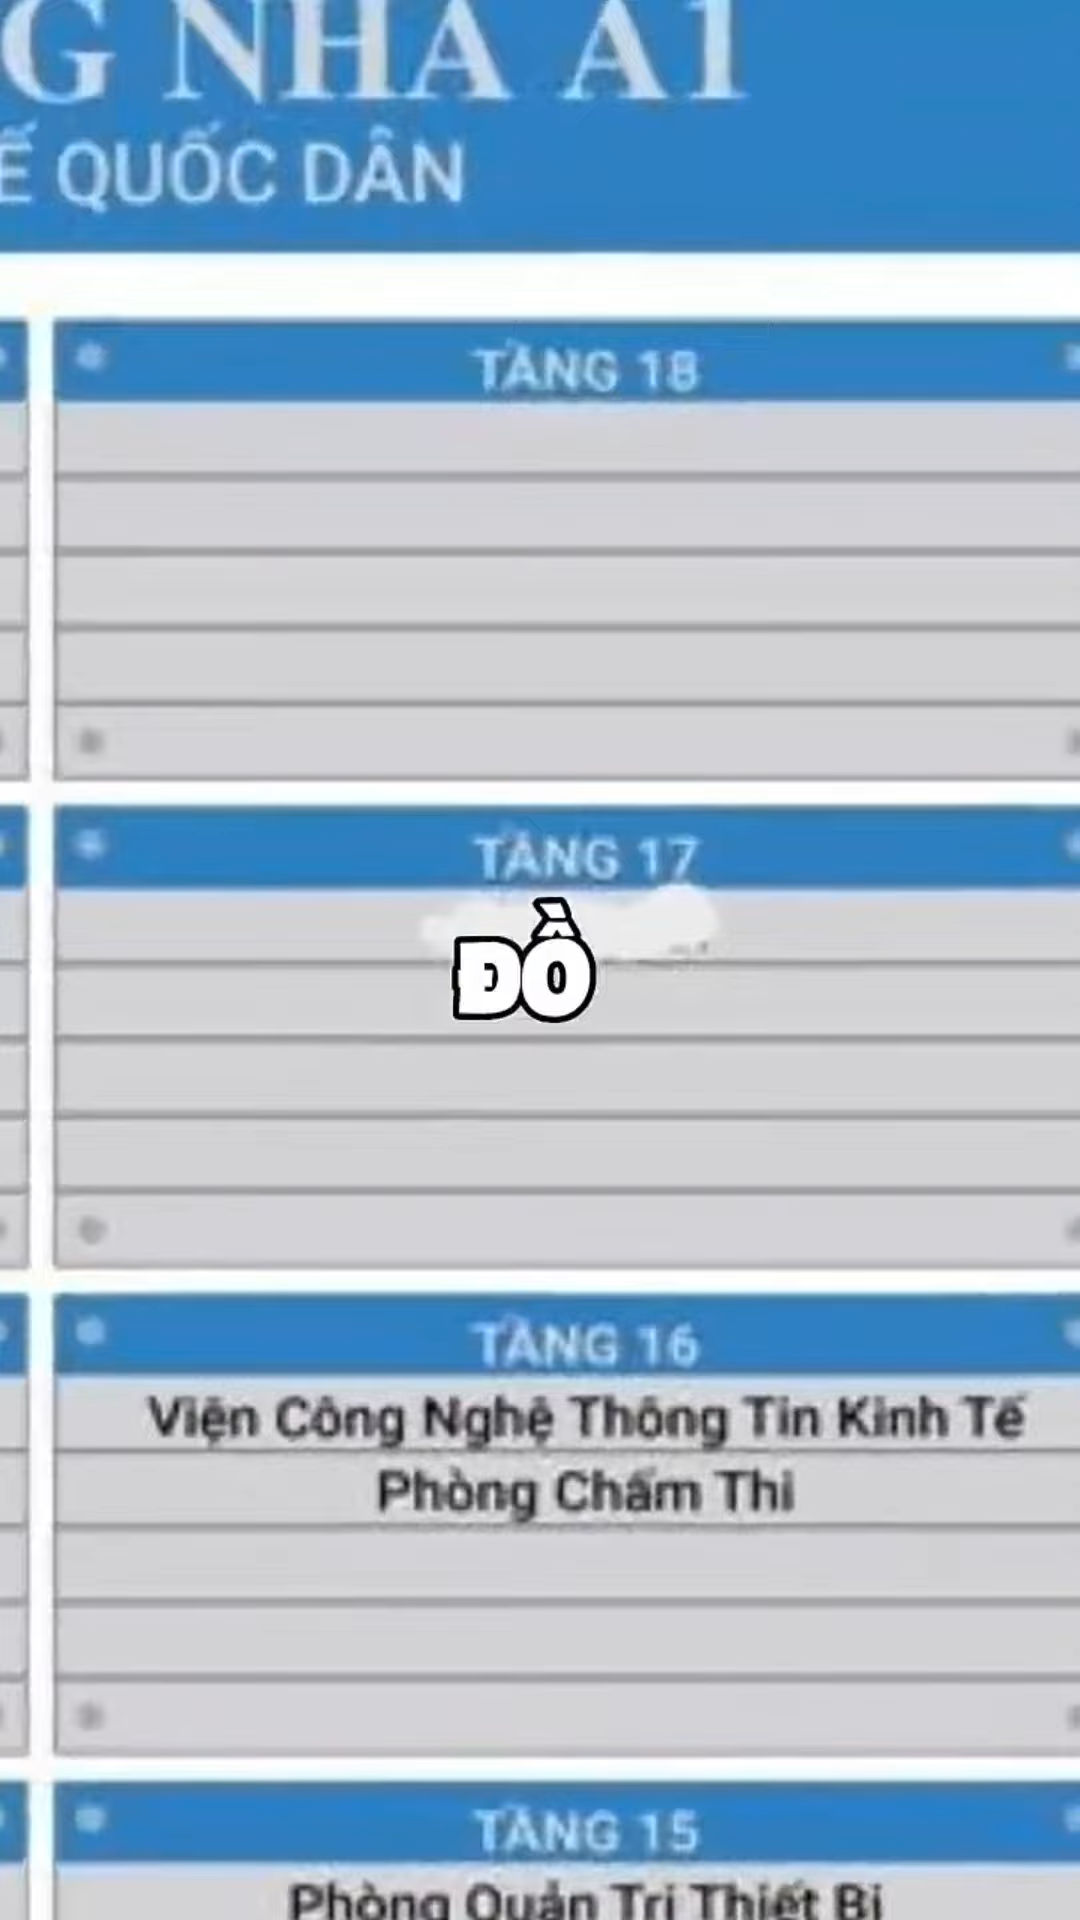 G NHÀ A1
Ế QUỐC DÂN
TẦNG 18
TẦNG 17
ĐỒ
TẦNG 16
Viện Công Nghệ Thông Tin Kinh Tế
Phòng Chấm Thi
TẦNG 15
Phòng Quản Trị Thiết Bị